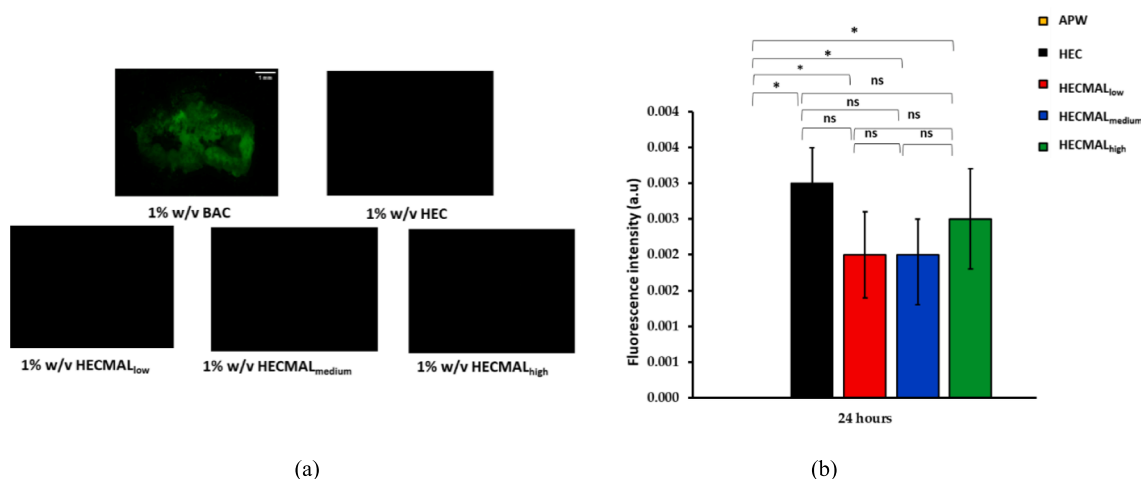 1 mm
1% w/v BAC
1% w/v HEC
1% w/v HECMALlow
1% w/v HECMALmedium
1% w/v HECMALhigh
(a)
APW
HEC
HECMALlow
HECMALmedium
HECMALhigh
*
*
*
ns
*
ns
ns
ns
ns
ns
0.004
0.004
0.003
0.003
0.002
0.002
0.001
0.001
0.000
Fluorescence intensity (a.u)
24 hours
(b)